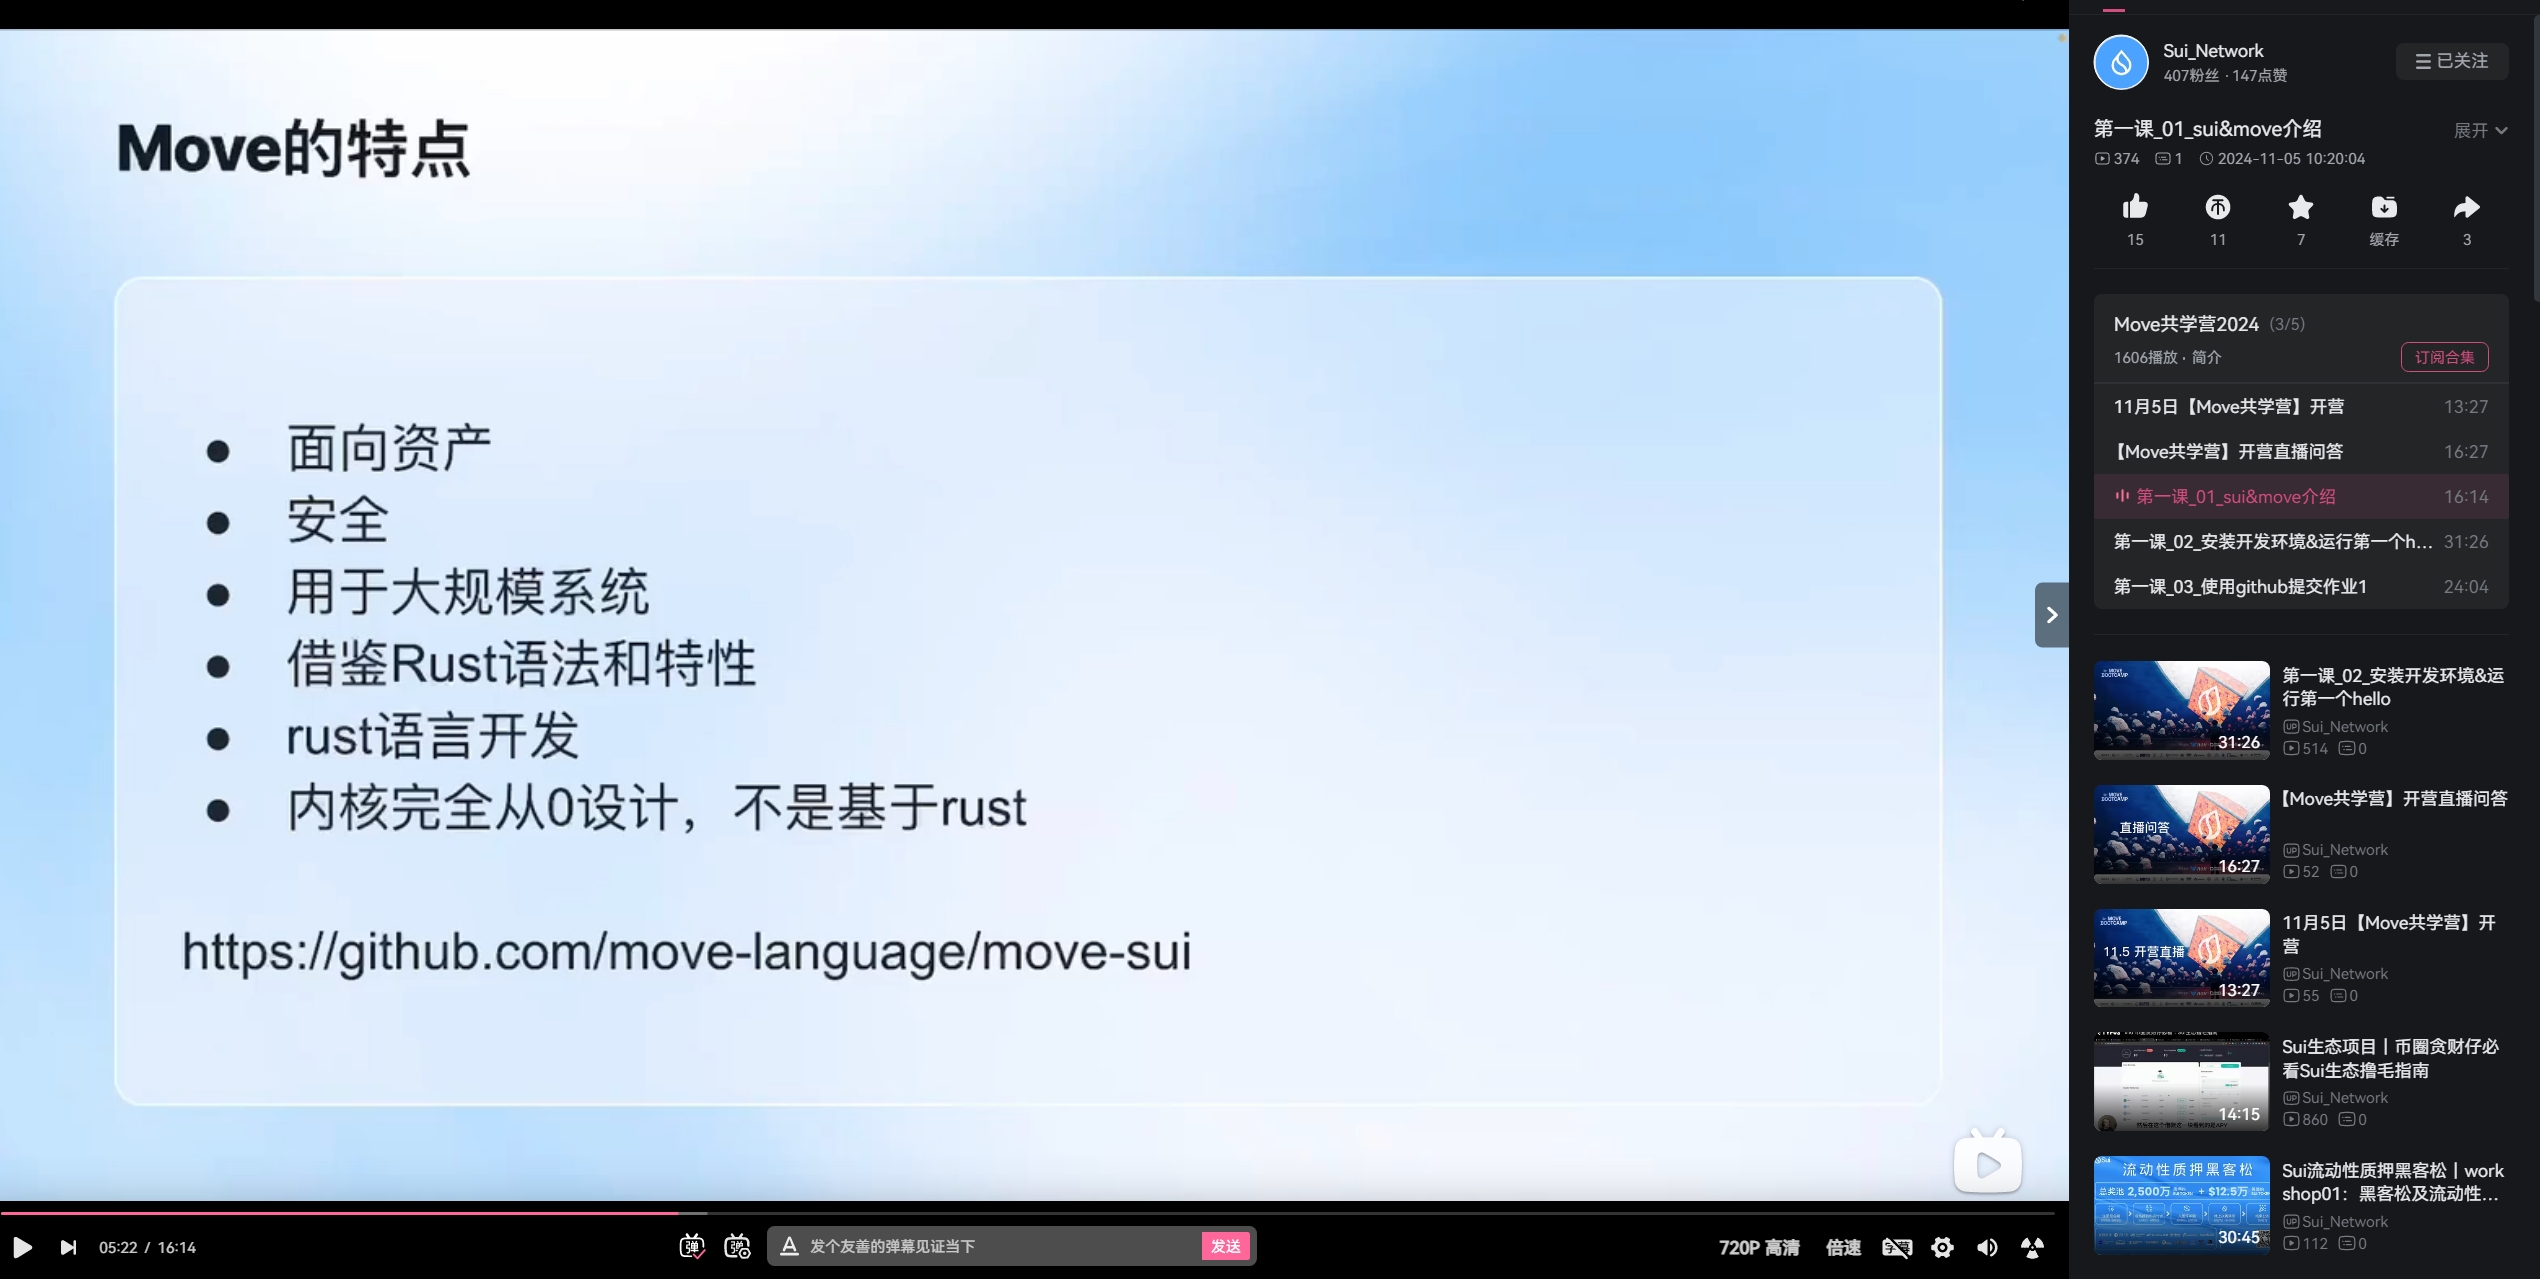 Move的特点
面向资产
安全
用于大规模系统
借鉴Rust语法和特性
rust语言开发
内核完全从0设计，不是基于rust
https://github.com/move-language/move-sui
05:22 / 16:14
发个友善的弹幕见证当下
发送
720P 高清
倍速
Sui_Network
407粉丝 · 147点赞
已关注
第一课_01_sui&move介绍
展开
374 1 2024-11-05 10:20:04
15 11 7 缓存 3
Move共学营2024 (3/5)
1606播放 · 简介
订阅合集
11月5日【Move共学营】开营 13:27
【Move共学营】开营直播问答 16:27
第一课_01_sui&move介绍 16:14
第一课_02_安装开发环境&运行第一个h... 31:26
第一课_03_使用github提交作业1 24:04
MOVE
BOOTCAMP
31:26
第一课_02_安装开发环境&运
行第一个hello
UP Sui_Network
514 0
MOVE
BOOTCAMP
直播问答
16:27
【Move共学营】开营直播问答
UP Sui_Network
52 0
MOVE
BOOTCAMP
11.5 开营直播
13:27
11月5日【Move共学营】开
营
UP Sui_Network
55 0
14:15
Sui生态项目 | 币圈贪财仔必
看Sui生态撸毛指南
UP Sui_Network
860 0
Sui
流动性质押黑客松
总奖池 2,500万 + $12.5万
30:45
Sui流动性质押黑客松 | work
shop01：黑客松及流动性...
UP Sui_Network
112 0